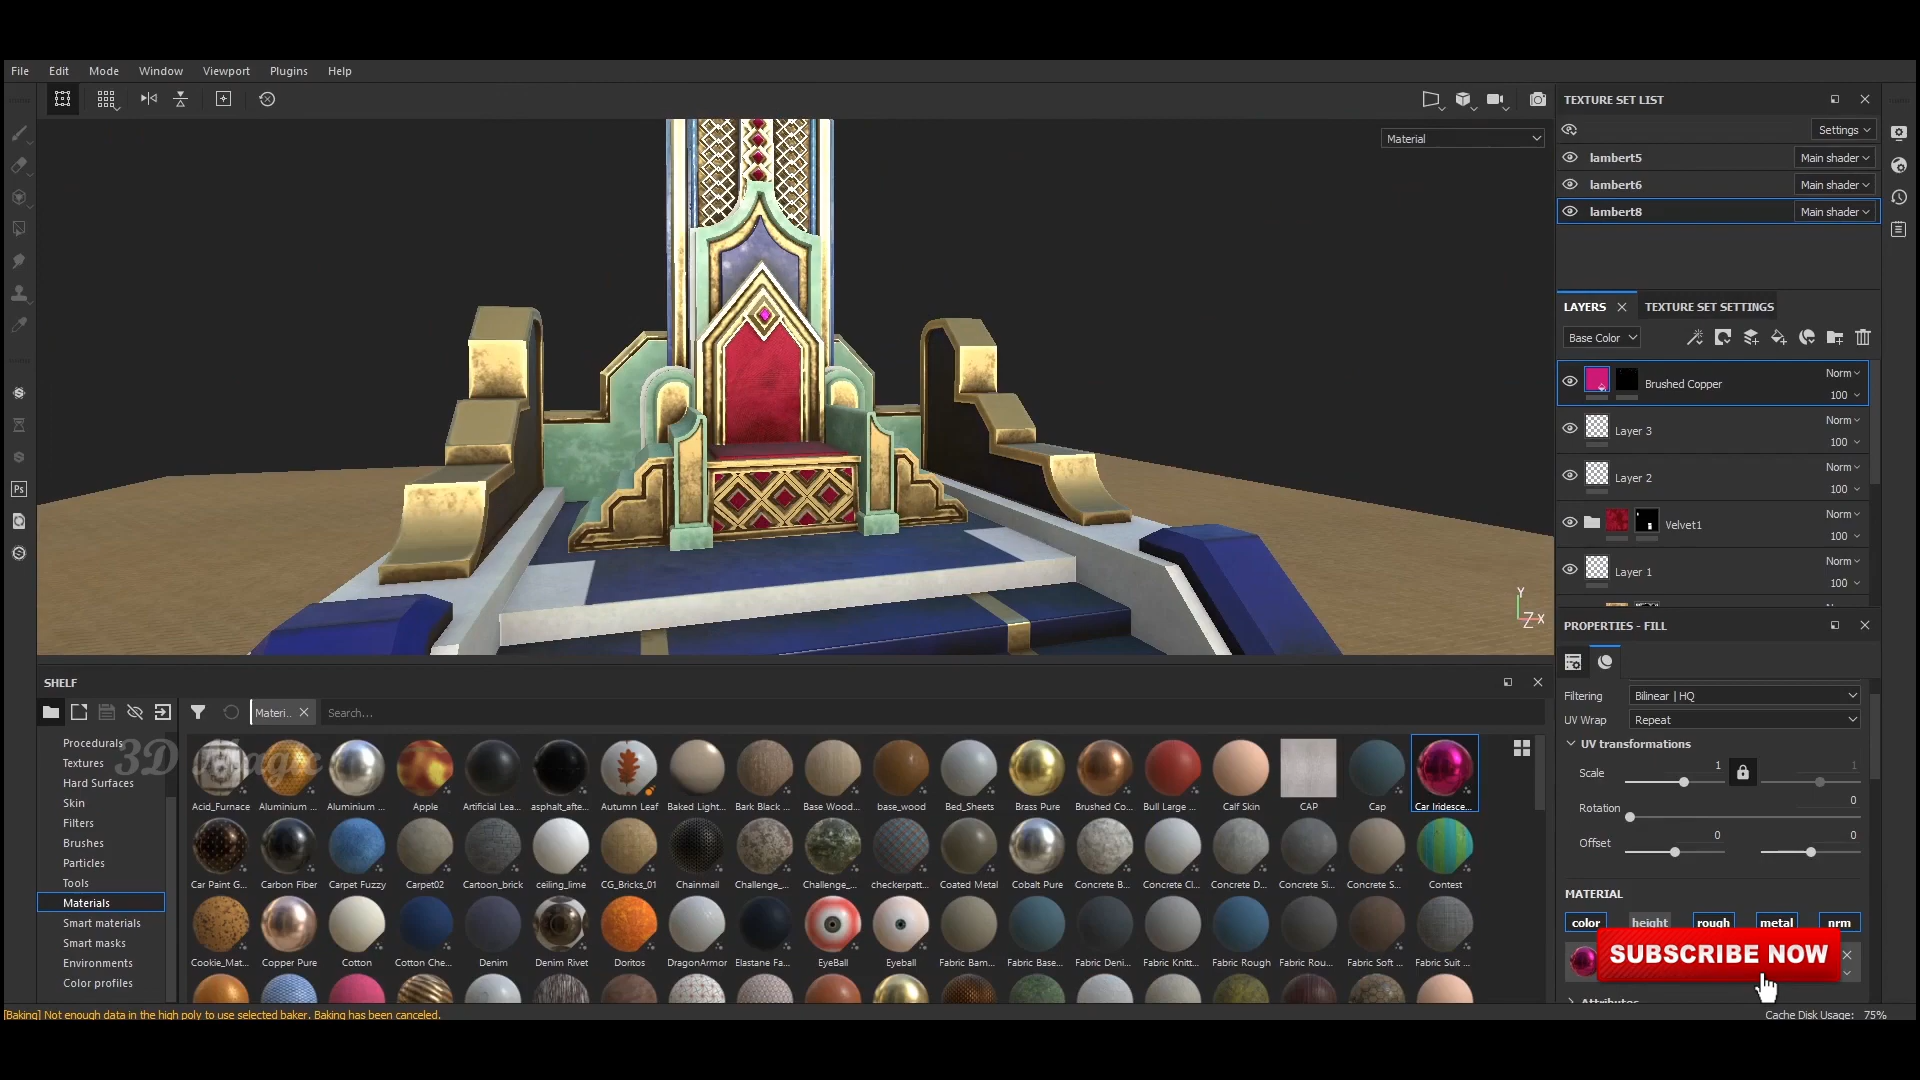 File Edit Mode Window Viewport Plugins Help
Material
TEXTURE SET LIST
Settings
lambert5 Main shader
lambert6 Main shader
lambert8 Main shader
LAYERS TEXTURE SET SETTINGS
Base Color
Brushed Copper Norm 100
Layer 3 Norm 100
Layer 2 Norm 100
Velvet1 Norm 100
Layer 1 Norm 100
Y
Z X
PROPERTIES - FILL
Filtering Bilinear | HQ
UV Wrap Repeat
UV transformations
Scale 1 1
Rotation 0
Offset 0 0
MATERIAL
color height rough metal nrm
SUBSCRIBE NOW
Attributes
SHELF
Materi.. Search...
Procedurals
Textures
Hard Surfaces
Skin
Filters
Brushes
Particles
Tools
Materials
Smart materials
Smart masks
Environments
Color profiles
3D Magic
Acid_Furnace Aluminium ... Aluminium ... Apple Artificial Lea... asphalt_afte... Autumn Leaf Baked Light... Bark Black ... Base Wood... base_wood Bed_Sheets Brass Pure Brushed Co... Bull Large ... Calf Skin CAP Cap Car Iridesce...
Car Paint G... Carbon Fiber Carpet Fuzzy Carpet02 Cartoon_brick ceiling_lime CG_Bricks_01 Chainmail Challenge_... Challenge_... checkerpatt... Coated Metal Cobalt Pure Concrete B... Concrete Cl... Concrete D... Concrete Si... Concrete S... Contest
Cookie_Mat... Copper Pure Cotton Cotton Che... Denim Denim Rivet Doritos DragonArmor Elastane Fa... EyeBall Eyeball Fabric Bam... Fabric Base... Fabric Deni... Fabric Knitt... Fabric Rough Fabric Rou... Fabric Soft ... Fabric Suit ...
[Baking] Not enough data in the high poly to use selected baker. Baking has been canceled.
Cache Disk Usage: 75%
Ps